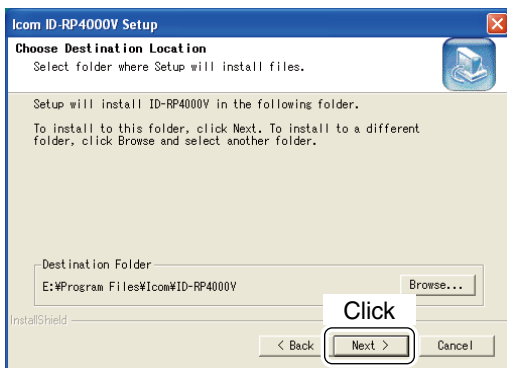 Icom ID-RP4000V Setup
Choose Destination Location
Select folder where Setup will install files.
Setup will install ID-RP4000V in the following folder.
To install to this folder, click Next. To install to a different
folder, click Browse and select another folder.
Destination Folder
E:¥Program Files¥Icom¥ID-RP4000V
Browse...
Click
InstallShield
< Back
Next >
Cancel